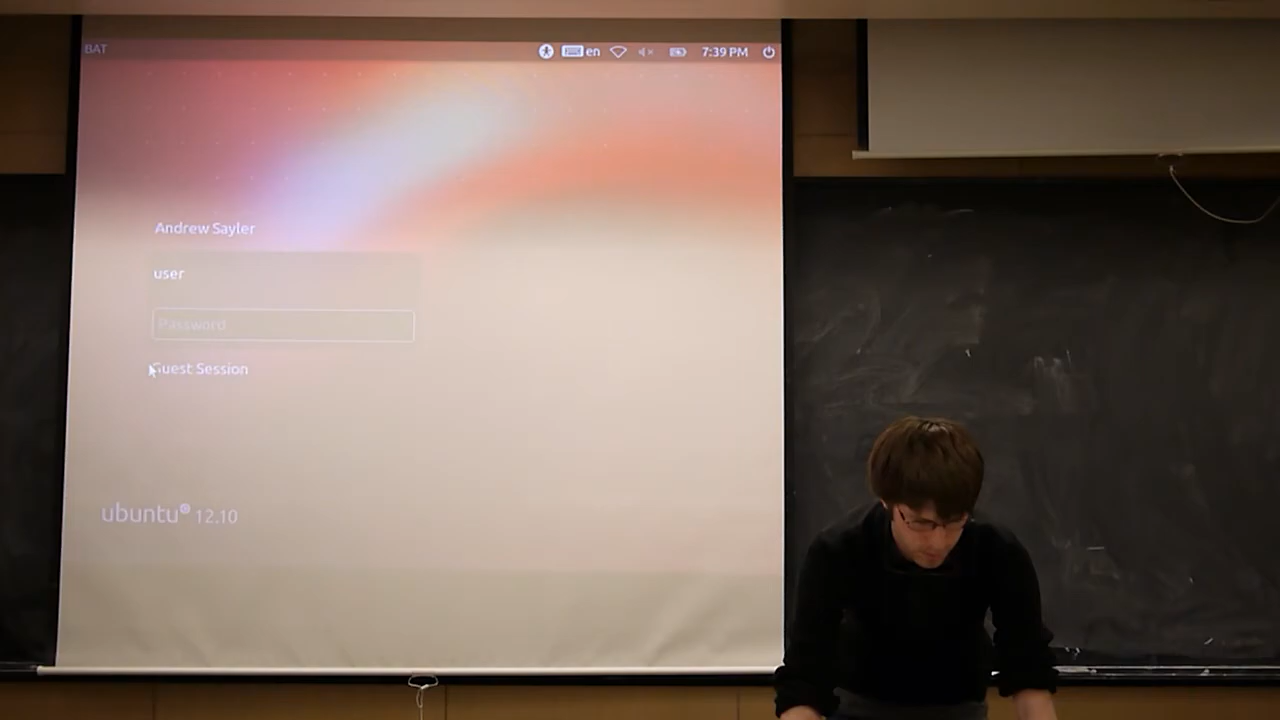 BAT
en
7:39 PM
Andrew Sayler
user
Password
Guest Session
ubuntu® 12.10